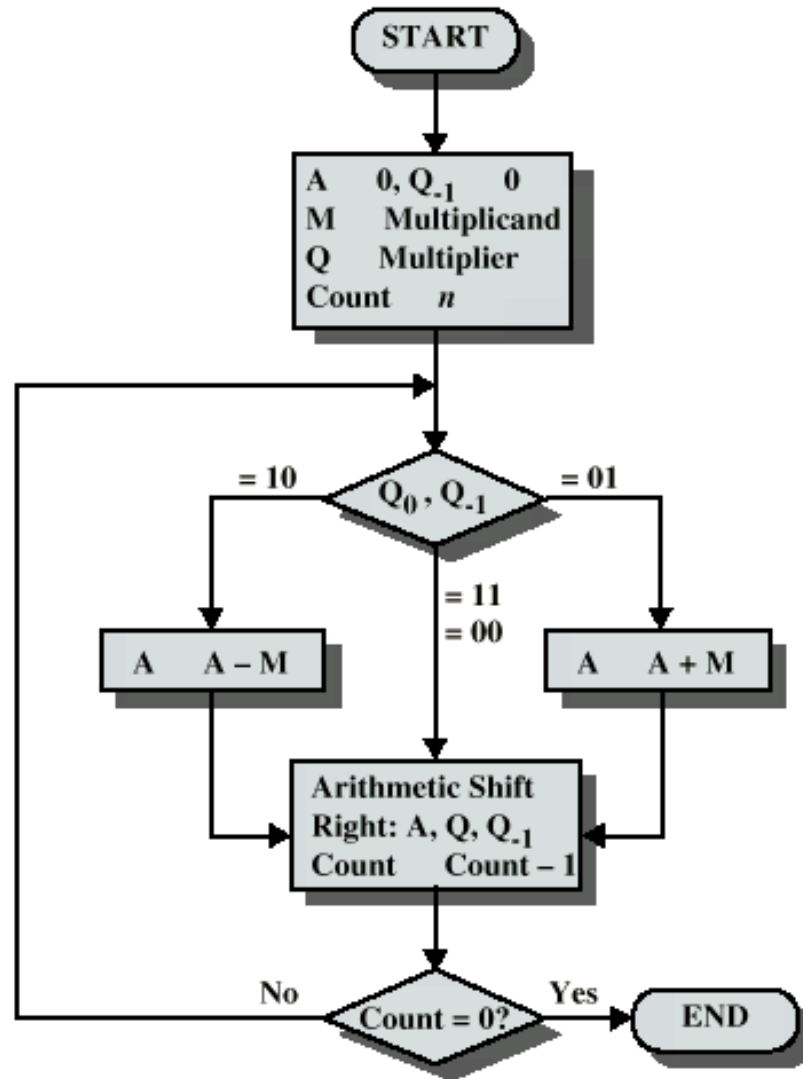 START
A 0, Q-1 0
M Multiplicand
Q Multiplier
Count n
= 10
Q0 , Q-1
= 01
= 11
= 00
A A – M
A A + M
Arithmetic Shift
Right: A, Q, Q-1
Count Count – 1
No
Count = 0?
Yes
END